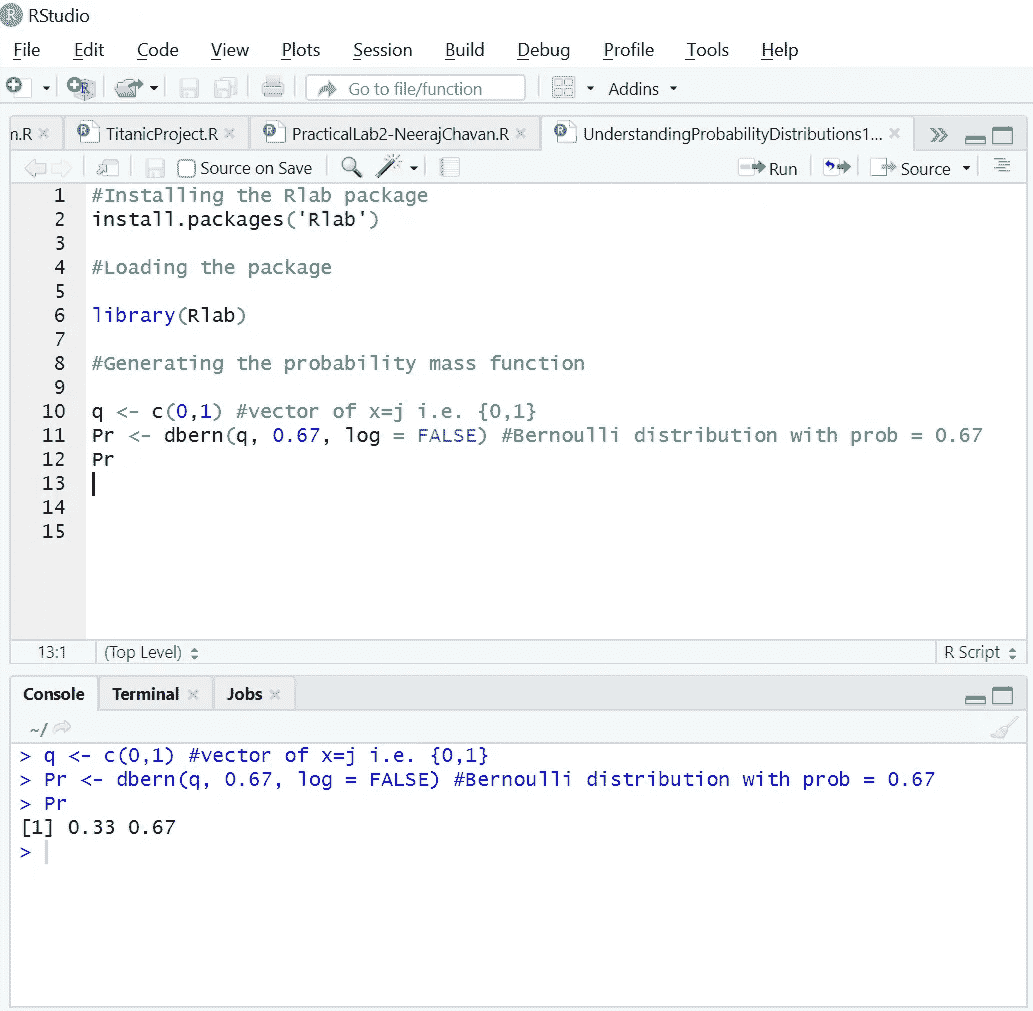 RStudio
File Edit Code View Plots Session Build Debug Profile Tools Help
Go to file/function Addins
n.R TitanicProject.R PracticalLab2-NeerajChavan.R UnderstandingProbabilityDistributions1...
Source on Save Run Source
1 #Installing the Rlab package
2 install.packages('Rlab')
3
4 #Loading the package
5
6 library(Rlab)
7
8 #Generating the probability mass function
9
10 q <- c(0,1) #vector of x=j i.e. {0,1}
11 Pr <- dbern(q, 0.67, log = FALSE) #Bernoulli distribution with prob = 0.67
12 Pr
13
14
15
13:1 (Top Level) R Script
Console Terminal Jobs
~/
> q <- c(0,1) #vector of x=j i.e. {0,1}
> Pr <- dbern(q, 0.67, log = FALSE) #Bernoulli distribution with prob = 0.67
> Pr
[1] 0.33 0.67
>